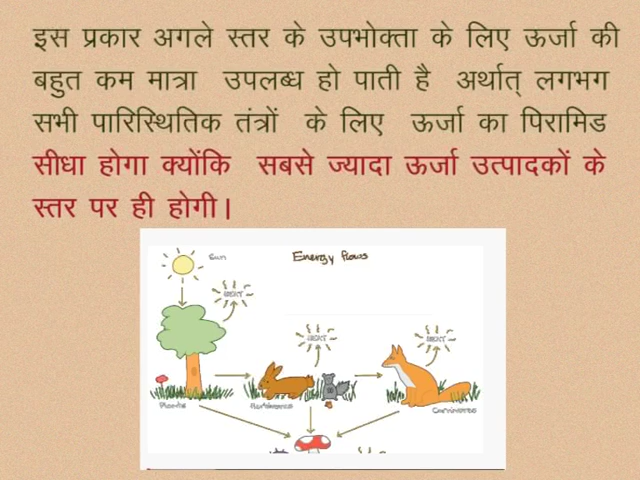 इस प्रकार अगले स्तर के उपभोक्ता के लिए ऊर्जा की
बहुत कम मात्रा उपलब्ध हो पाती है अर्थात् लगभग
सभी पारिस्थितिक तंत्रों के लिए ऊर्जा का पिरामिड
सीधा होगा क्योंकि सबसे ज्यादा ऊर्जा उत्पादकों के
स्तर पर ही होगी।
Sun
Energy flows
HEAT
HEAT
HEAT
Plants
Herbivores
Carnivores